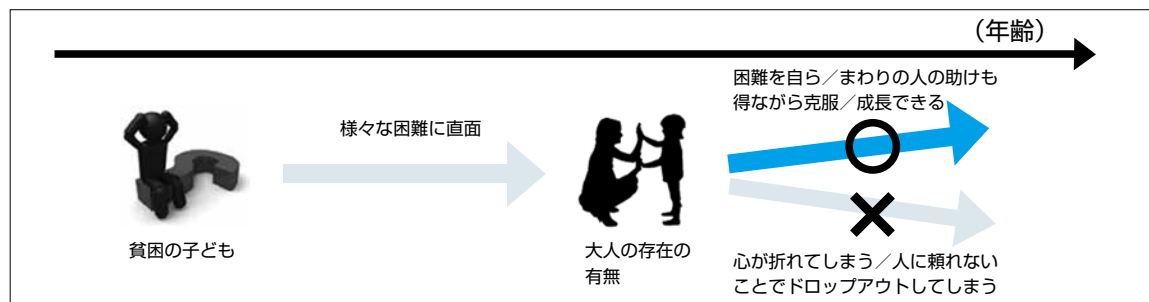 （年齢）
困難を自ら／まわりの人の助けも
得ながら克服／成長できる
様々な困難に直面
貧困の子ども
大人の存在の
有無
心が折れてしまう／人に頼れない
ことでドロップアウトしてしまう